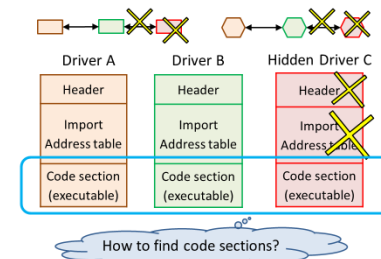 Driver A
Driver B
Hidden Driver C
Header
Header
Header
Import
Address table
Import
Address table
Import
Address table
Code section
(executable)
Code section
(executable)
Code section
(executable)
How to find code sections?